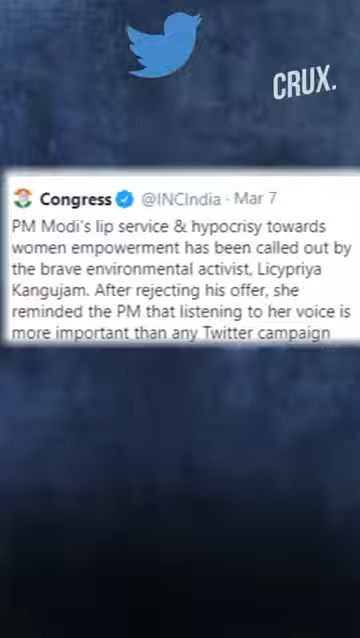 CRUX.
Congress @INCIndia · Mar 7
PM Modi's lip service & hypocrisy towards
women empowerment has been called out by
the brave environmental activist, Licypriya
Kangujam. After rejecting his offer, she
reminded the PM that listening to her voice is
more important than any Twitter campaign